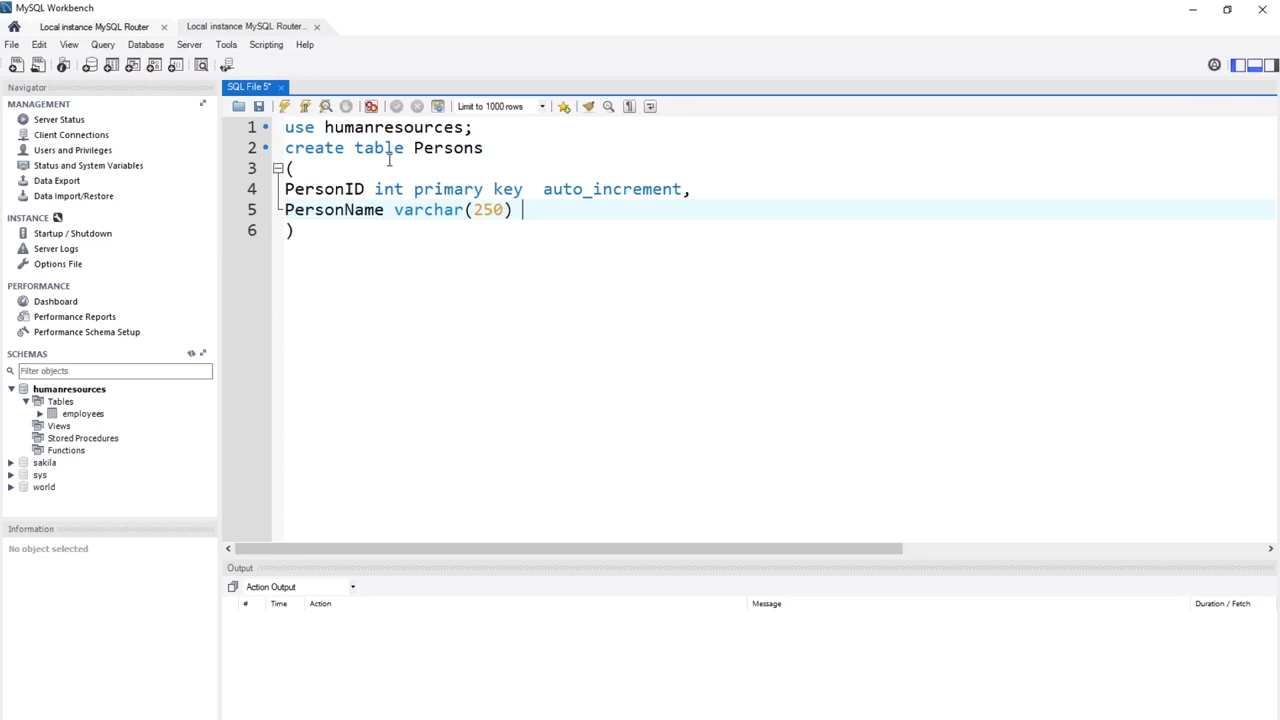 MySQL Workbench
Local instance MySQL Router
Local instance MySQL Router...
File Edit View Query Database Server Tools Scripting Help
Navigator
MANAGEMENT
Server Status
Client Connections
Users and Privileges
Status and System Variables
Data Export
Data Import/Restore
INSTANCE
Startup / Shutdown
Server Logs
Options File
PERFORMANCE
Dashboard
Performance Reports
Performance Schema Setup
SCHEMAS
Filter objects
humanresources
Tables
employees
Views
Stored Procedures
Functions
sakila
sys
world
Information
No object selected
SQL File 5*
Limit to 1000 rows
1 use humanresources;
2 create table Persons
3 (
4 PersonID int primary key  auto_increment,
5 PersonName varchar(250)
6 )
Output
Action Output
# Time Action Message Duration / Fetch